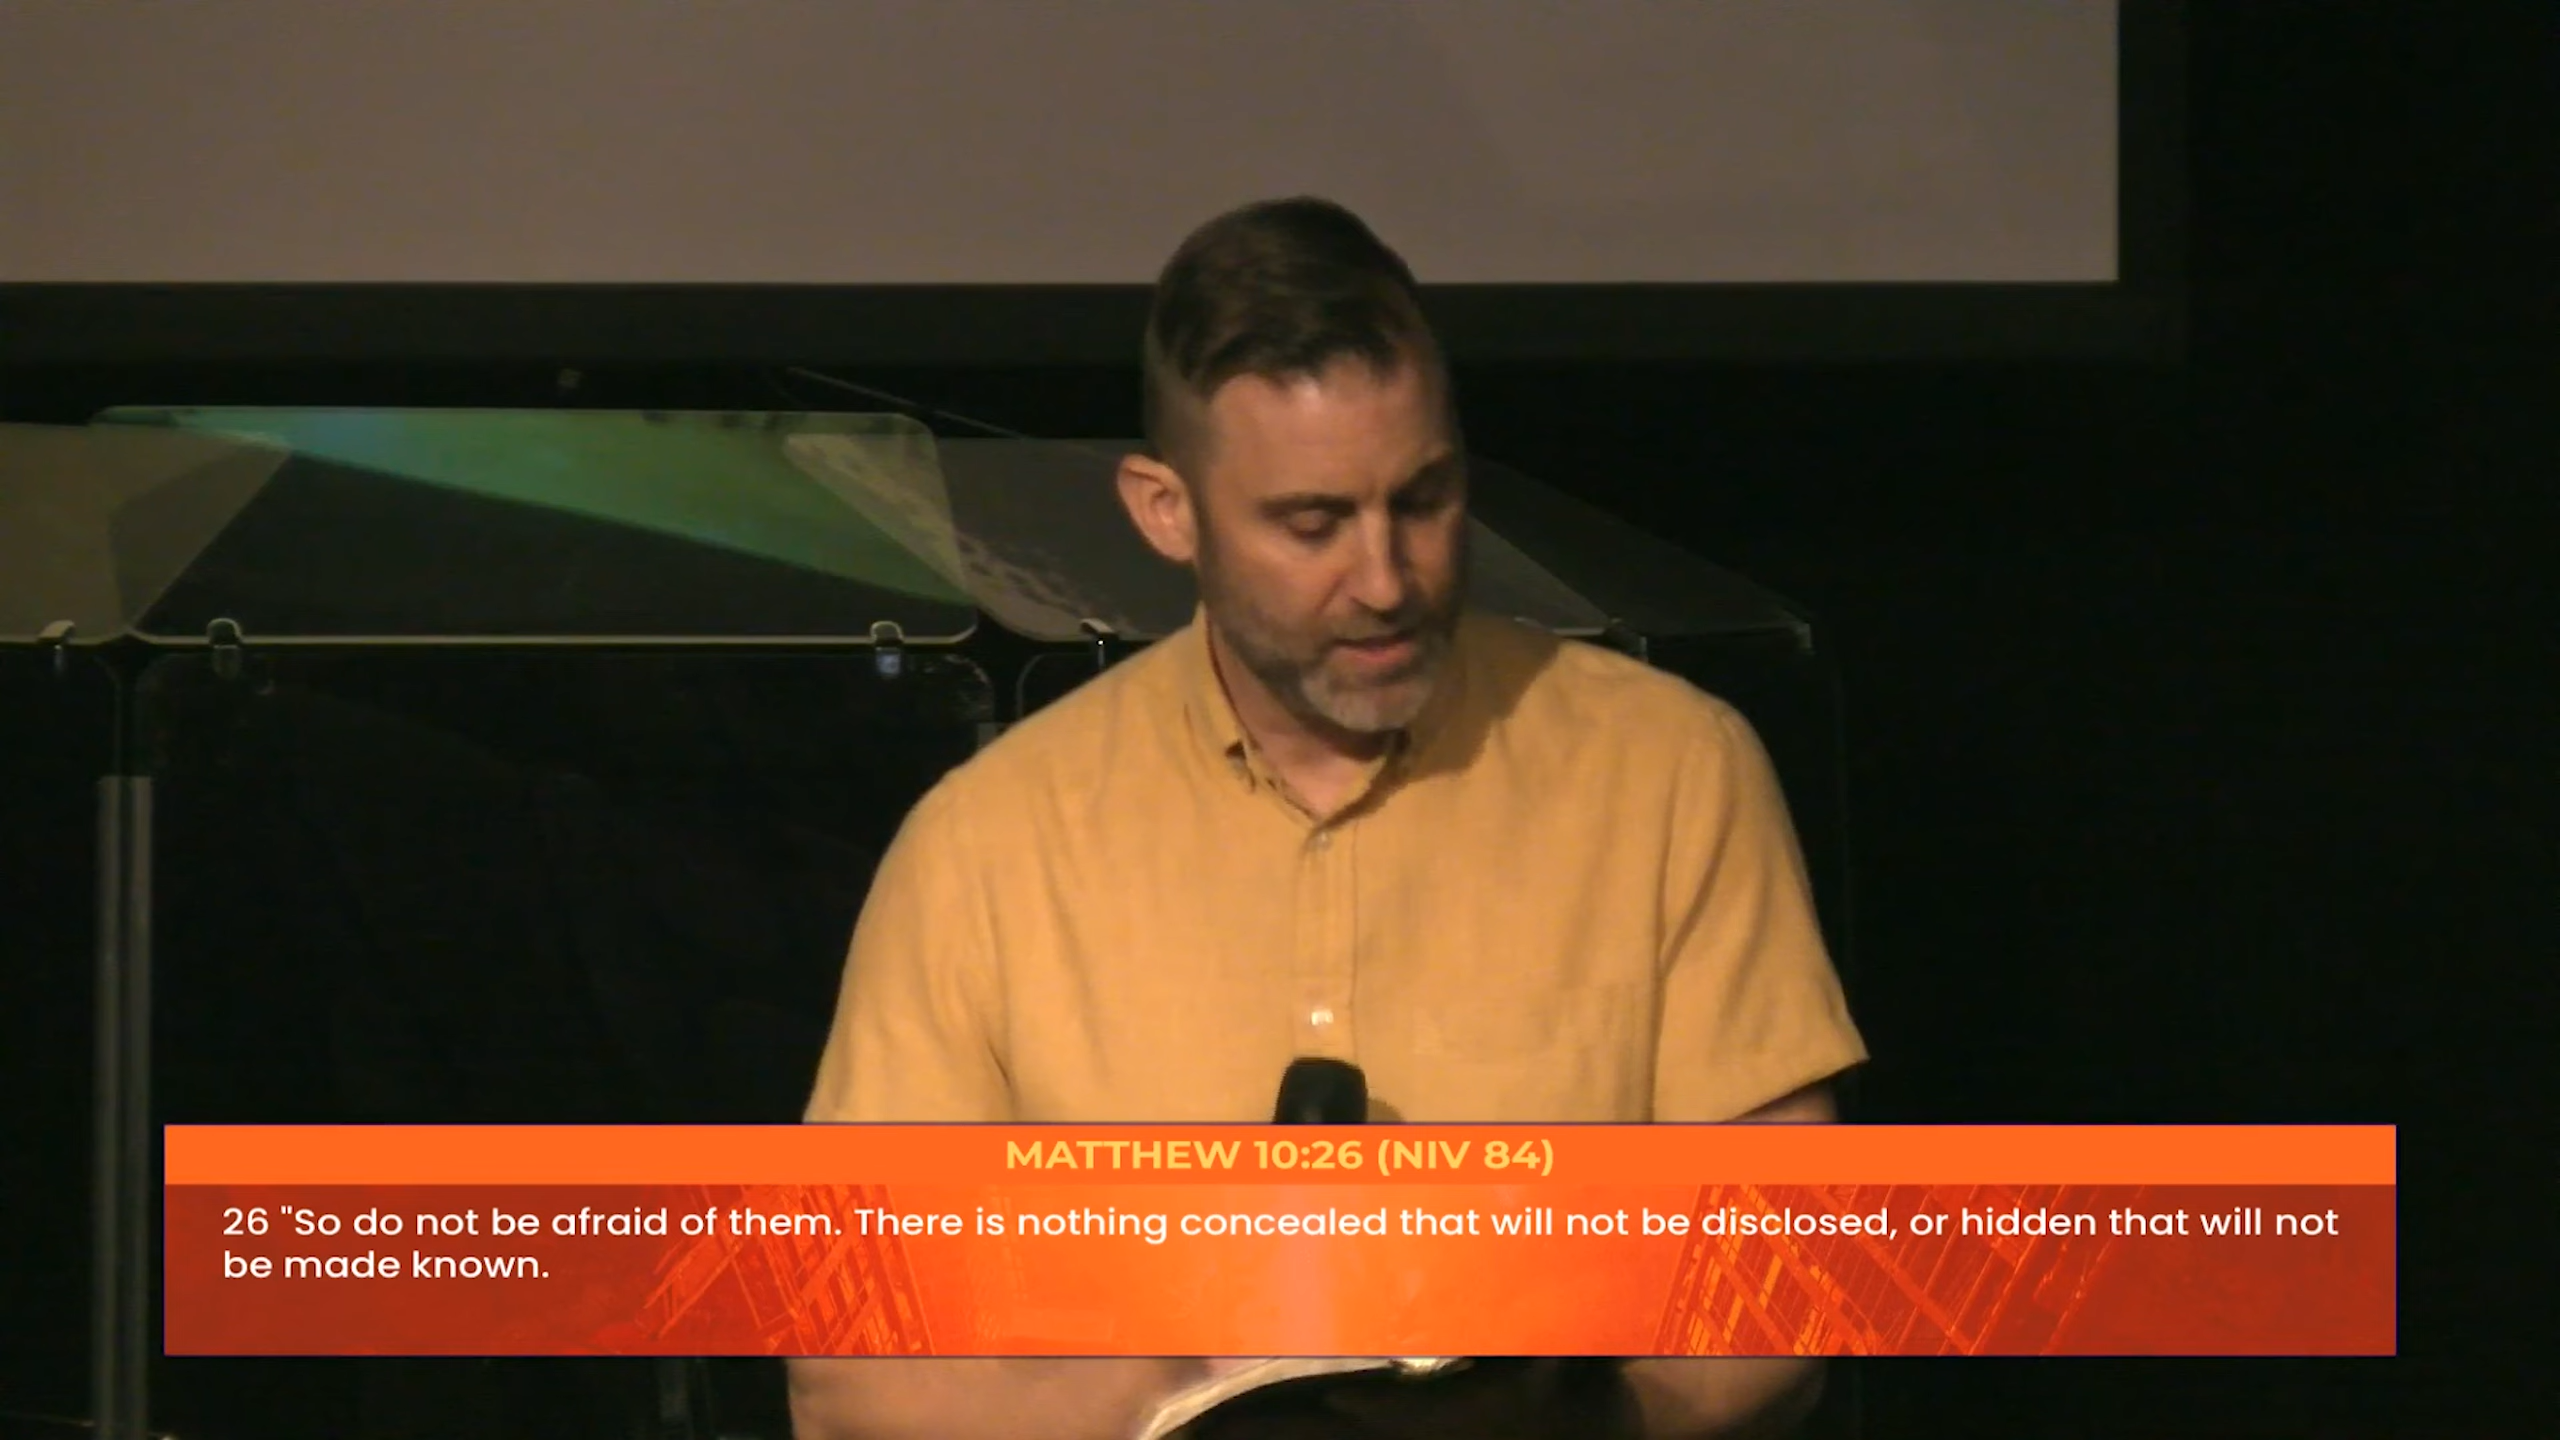 MATTHEW 10:26 (NIV 84)
26 "So do not be afraid of them. There is nothing concealed that will not be disclosed, or hidden that will not
be made known.